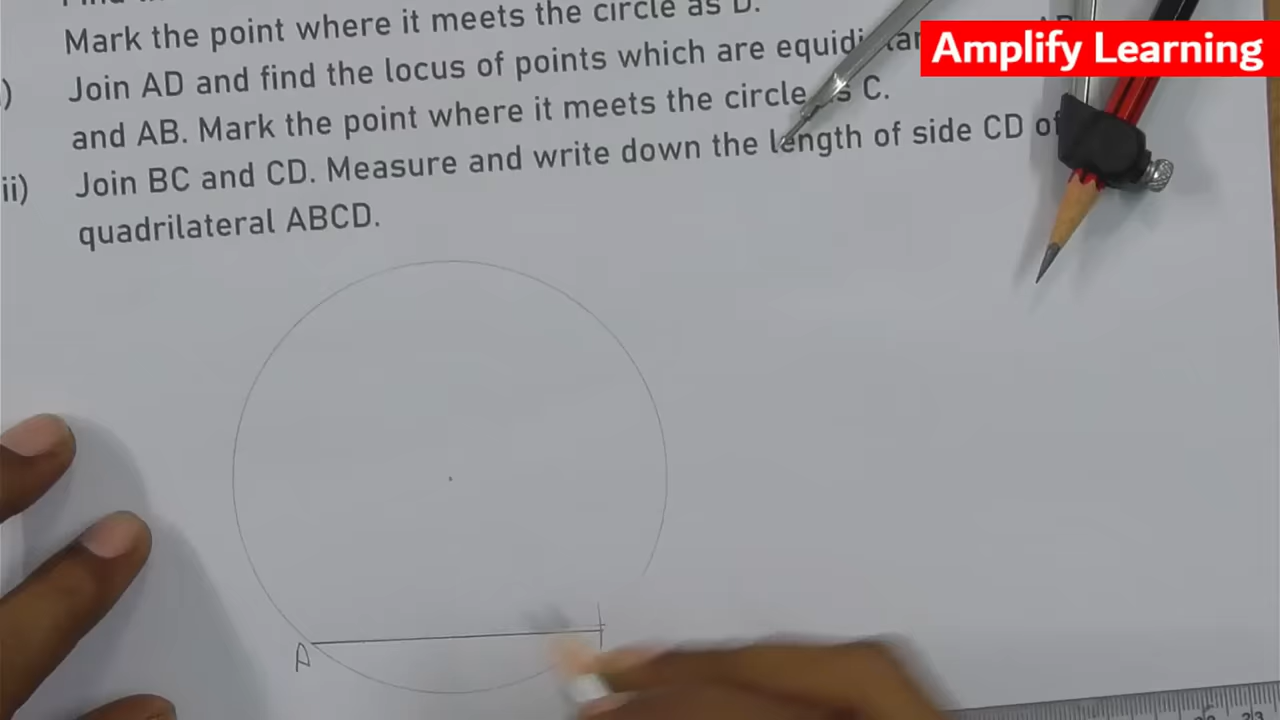 Mark the point where it meets the circle as D.
Amplify Learning
) Join AD and find the locus of points which are
and AB. Mark the point where it meets the circle as C.
ii) Join BC and CD. Measure and write down the length of side CD of
quadrilateral ABCD.
A